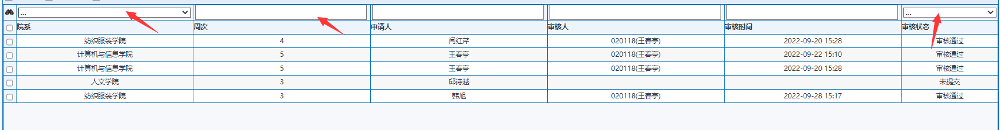 ... ...
院系 周次 申请人 审核人 审核时间 审核状态
纺织服装学院 4 闫红芹 020118(王春亭) 2022-09-20 15:28 审核通过
计算机与信息学院 5 王春亭 020118(王春亭) 2022-09-22 15:10 审核通过
计算机与信息学院 5 王春亭 020118(王春亭) 2022-09-20 15:28 审核通过
人文学院 3 邱诗越 未提交
纺织服装学院 3 韩旭 020118(王春亭) 2022-09-28 15:17 审核通过